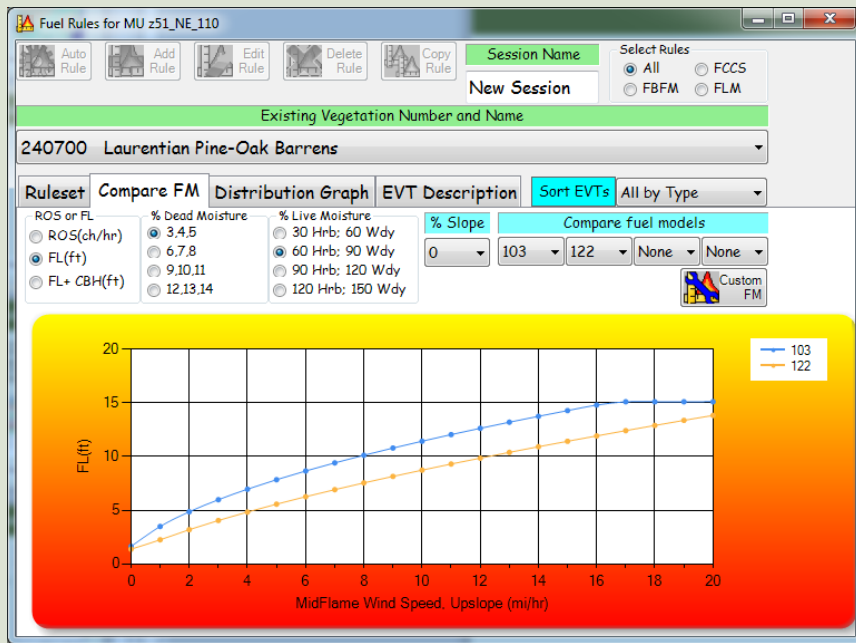 Fuel Rules for MU z51_NE_110
Auto Rule
Add Rule
Edit Rule
Delete Rule
Copy Rule
Session Name
New Session
Select Rules
All
FCCS
FBFM
FLM
Existing Vegetation Number and Name
240700 Laurentian Pine-Oak Barrens
Ruleset
Compare FM
Distribution Graph
EVT Description
Sort EVTs
All by Type
ROS or FL
ROS(ch/hr)
FL(ft)
FL+ CBH(ft)
% Dead Moisture
3,4,5
6,7,8
9,10,11
12,13,14
% Live Moisture
30 Hrb; 60 Wdy
60 Hrb; 90 Wdy
90 Hrb; 120 Wdy
120 Hrb; 150 Wdy
% Slope
0
Compare fuel models
103
122
None
None
Custom FM
20
15
10
5
0
FL(ft)
0 2 4 6 8 10 12 14 16 18 20
MidFlame Wind Speed, Upslope (mi/hr)
103
122